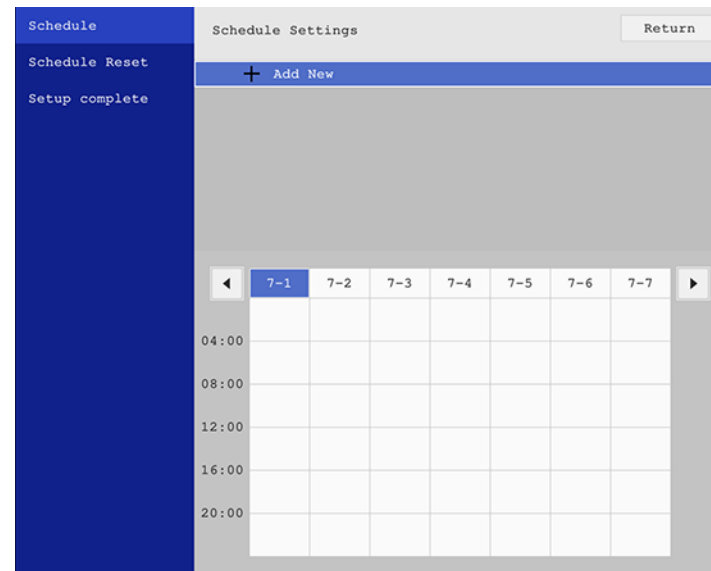 Schedule
Schedule Reset
Setup complete
Schedule Settings
Return
+ Add New
7-1 7-2 7-3 7-4 7-5 7-6 7-7
04:00
08:00
12:00
16:00
20:00